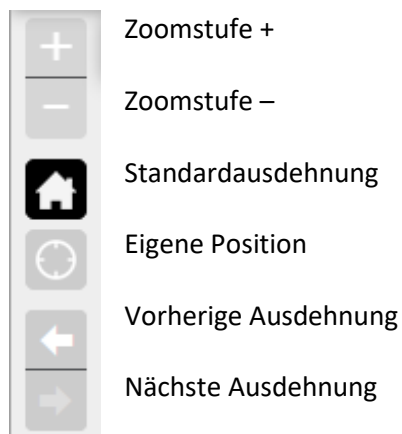 Zoomstufe +
Zoomstufe –
Standardausdehnung
Eigene Position
Vorherige Ausdehnung
Nächste Ausdehnung